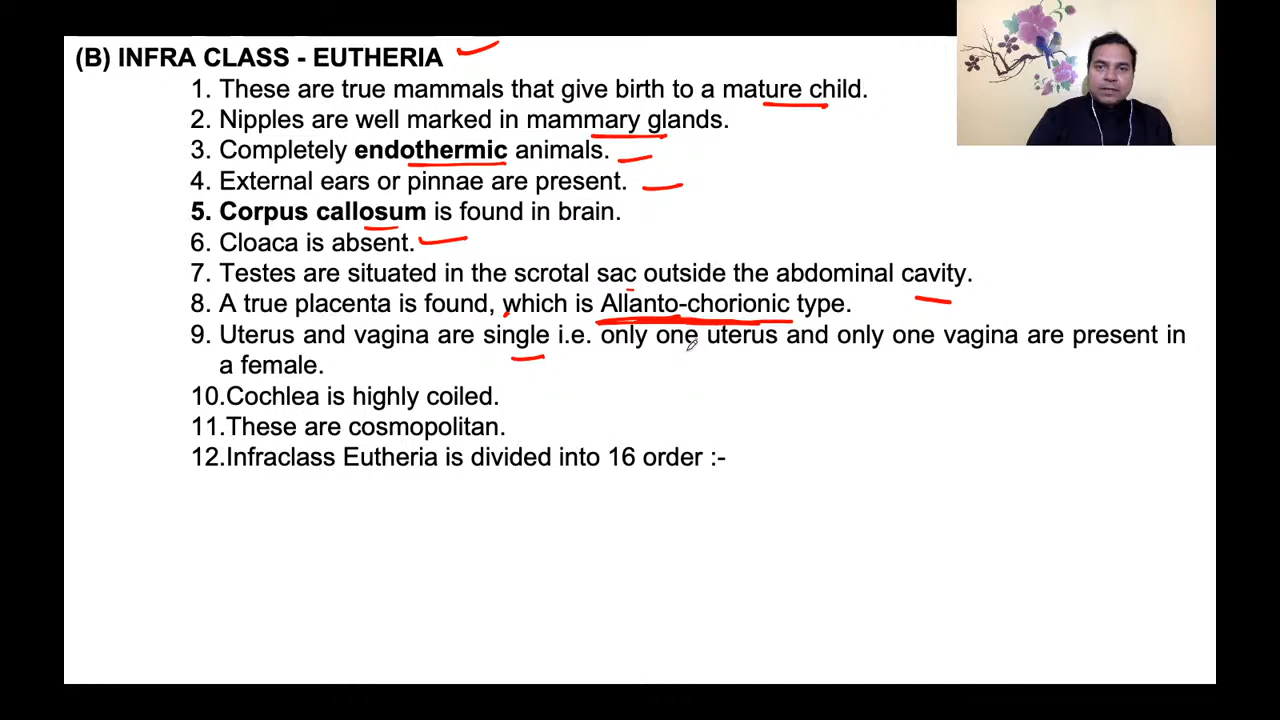 (B) INFRA CLASS - EUTHERIA
1. These are true mammals that give birth to a mature child.
2. Nipples are well marked in mammary glands.
3. Completely endothermic animals.
4. External ears or pinnae are present.
5. Corpus callosum is found in brain.
6. Cloaca is absent.
7. Testes are situated in the scrotal sac outside the abdominal cavity.
8. A true placenta is found, which is Allanto-chorionic type.
9. Uterus and vagina are single i.e. only one uterus and only one vagina are present in
a female.
10.Cochlea is highly coiled.
11.These are cosmopolitan.
12.Infraclass Eutheria is divided into 16 order :-